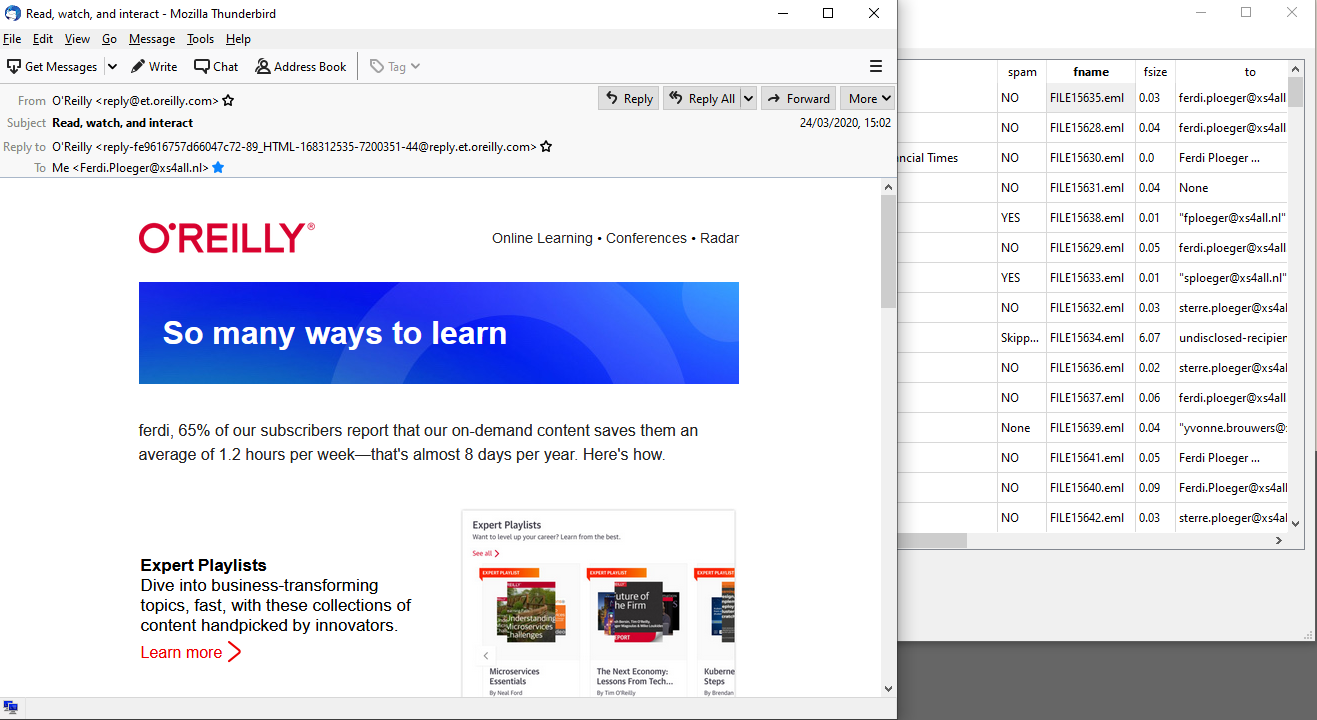 Read, watch, and interact - Mozilla Thunderbird
File Edit View Go Message Tools Help
Get Messages Write Chat Address Book Tag
From O'Reilly <reply@et.oreilly.com> Reply Reply All Forward More
Subject Read, watch, and interact 24/03/2020, 15:02
Reply to O'Reilly <reply-fe9616757d66047c72-89_HTML-168312535-7200351-44@reply.et.oreilly.com>
To Me <Ferdi.Ploeger@xs4all.nl>
O'REILLY®
Online Learning • Conferences • Radar
So many ways to learn
ferdi, 65% of our subscribers report that our on-demand content saves them an
average of 1.2 hours per week—that's almost 8 days per year. Here's how.
Expert Playlists
Dive into business-transforming
topics, fast, with these collections of
content handpicked by innovators.
Learn more
Expert Playlists
Want to level up your career? Learn from the best.
See all
EXPERT PLAYLIST EXPERT PLAYLIST EXPERT PLAYLIST
Understanding
Microservices
Challenges
Future of
the Firm
REPORT
Microservices
Essentials
By Neal Ford
The Next Economy:
Lessons From Tech...
By Tim O'Reilly
Kuberne
Steps
By Brendan
spam fname fsize to
NO FILE15635.eml 0.03 ferdi.ploeger@xs4all
NO FILE15628.eml 0.04 ferdi.ploeger@xs4all
ncial Times NO FILE15630.eml 0.0 Ferdi Ploeger ...
NO FILE15631.eml 0.04 None
YES FILE15638.eml 0.01 "fploeger@xs4all.nl"
NO FILE15629.eml 0.05 ferdi.ploeger@xs4all
YES FILE15633.eml 0.01 "sploeger@xs4all.nl"
NO FILE15632.eml 0.03 sterre.ploeger@xs4al
Skipp... FILE15634.eml 6.07 undisclosed-recipien
NO FILE15636.eml 0.02 sterre.ploeger@xs4al
NO FILE15637.eml 0.06 ferdi.ploeger@xs4all
None FILE15639.eml 0.04 "yvonne.brouwers@x
NO FILE15641.eml 0.05 Ferdi Ploeger ...
NO FILE15640.eml 0.09 Ferdi.Ploeger@xs4all
NO FILE15642.eml 0.03 sterre.ploeger@xs4al